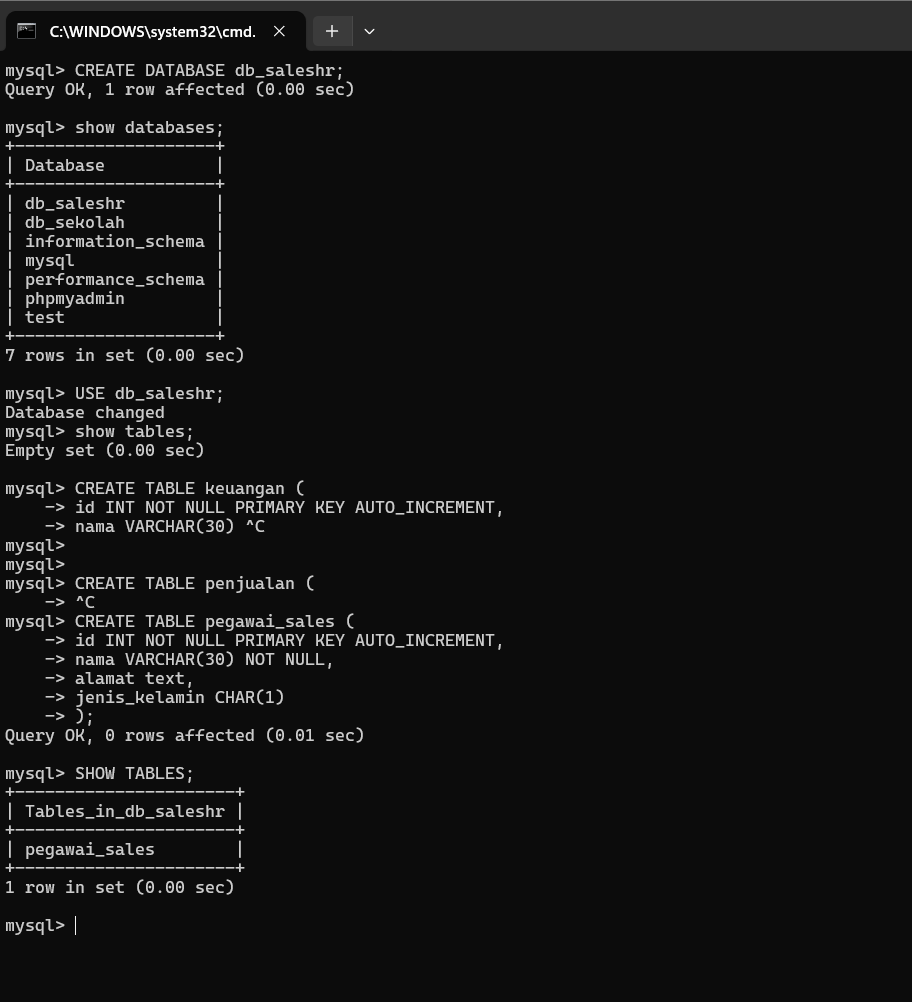 C:\WINDOWS\system32\cmd.
mysql> CREATE DATABASE db_saleshr;
Query OK, 1 row affected (0.00 sec)
mysql> show databases;
+--------------------+
| Database           |
+--------------------+
| db_saleshr         |
| db_sekolah         |
| information_schema |
| mysql              |
| performance_schema |
| phpmyadmin         |
| test               |
+--------------------+
7 rows in set (0.00 sec)
mysql> USE db_saleshr;
Database changed
mysql> show tables;
Empty set (0.00 sec)
mysql> CREATE TABLE keuangan (
    -> id INT NOT NULL PRIMARY KEY AUTO_INCREMENT,
    -> nama VARCHAR(30) ^C
mysql>
mysql>
mysql> CREATE TABLE penjualan (
    -> ^C
mysql> CREATE TABLE pegawai_sales (
    -> id INT NOT NULL PRIMARY KEY AUTO_INCREMENT,
    -> nama VARCHAR(30) NOT NULL,
    -> alamat text,
    -> jenis_kelamin CHAR(1)
    -> );
Query OK, 0 rows affected (0.01 sec)
mysql> SHOW TABLES;
+----------------------+
| Tables_in_db_saleshr |
+----------------------+
| pegawai_sales        |
+----------------------+
1 row in set (0.00 sec)
mysql>